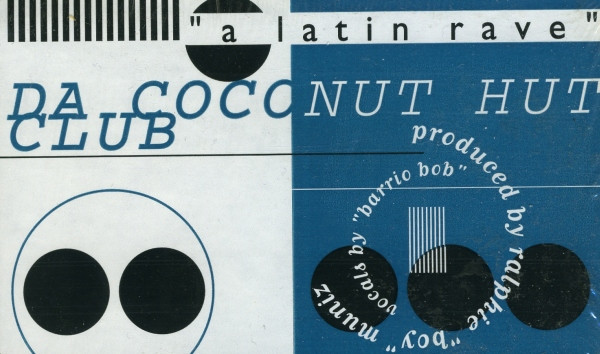 "a latin rave"
DA COCONUT HUT
CLUB
produced by ralphie "boy" muniz
vocals by "barrio bob"